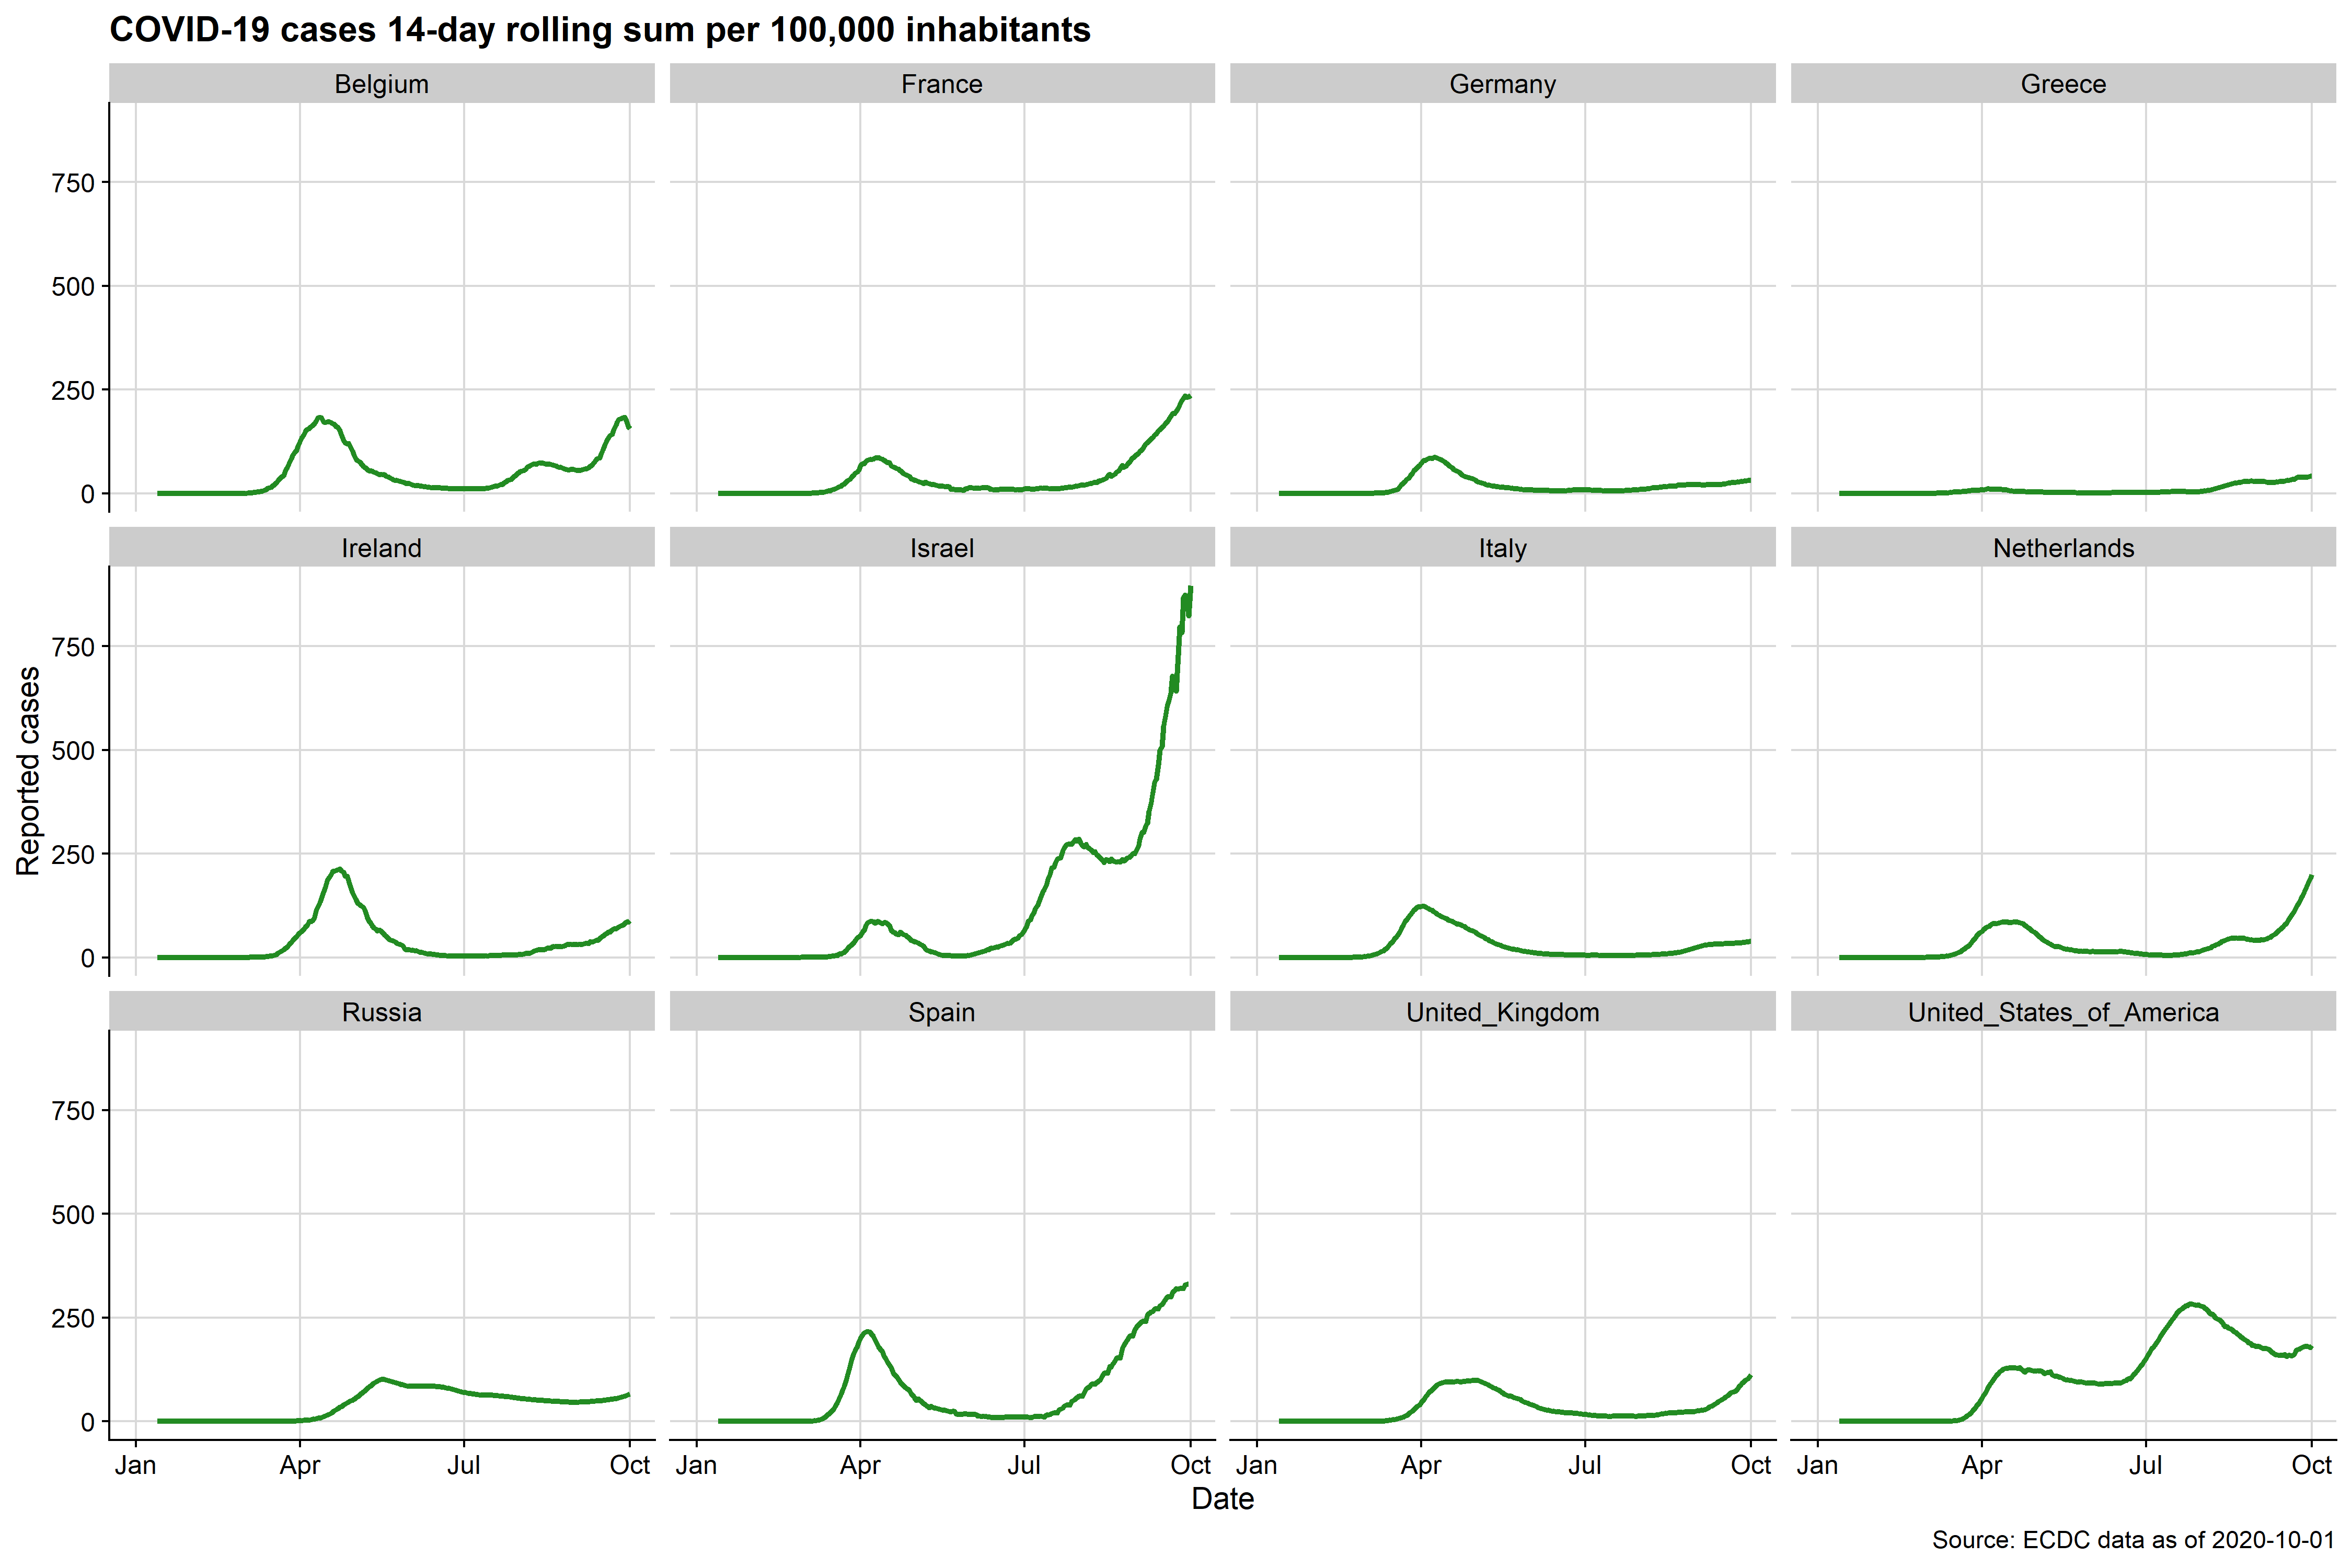 COVID-19 cases 14-day rolling sum per 100,000 inhabitants
Belgium France Germany Greece
750
500
250
0
Ireland Israel Italy Netherlands
Reported cases
750
500
250
0
Russia Spain United_Kingdom United_States_of_America
750
500
250
0
Jan Apr Jul Oct Jan Apr Jul Oct Jan Apr Jul Oct Jan Apr Jul Oct
Date
Source: ECDC data as of 2020-10-01